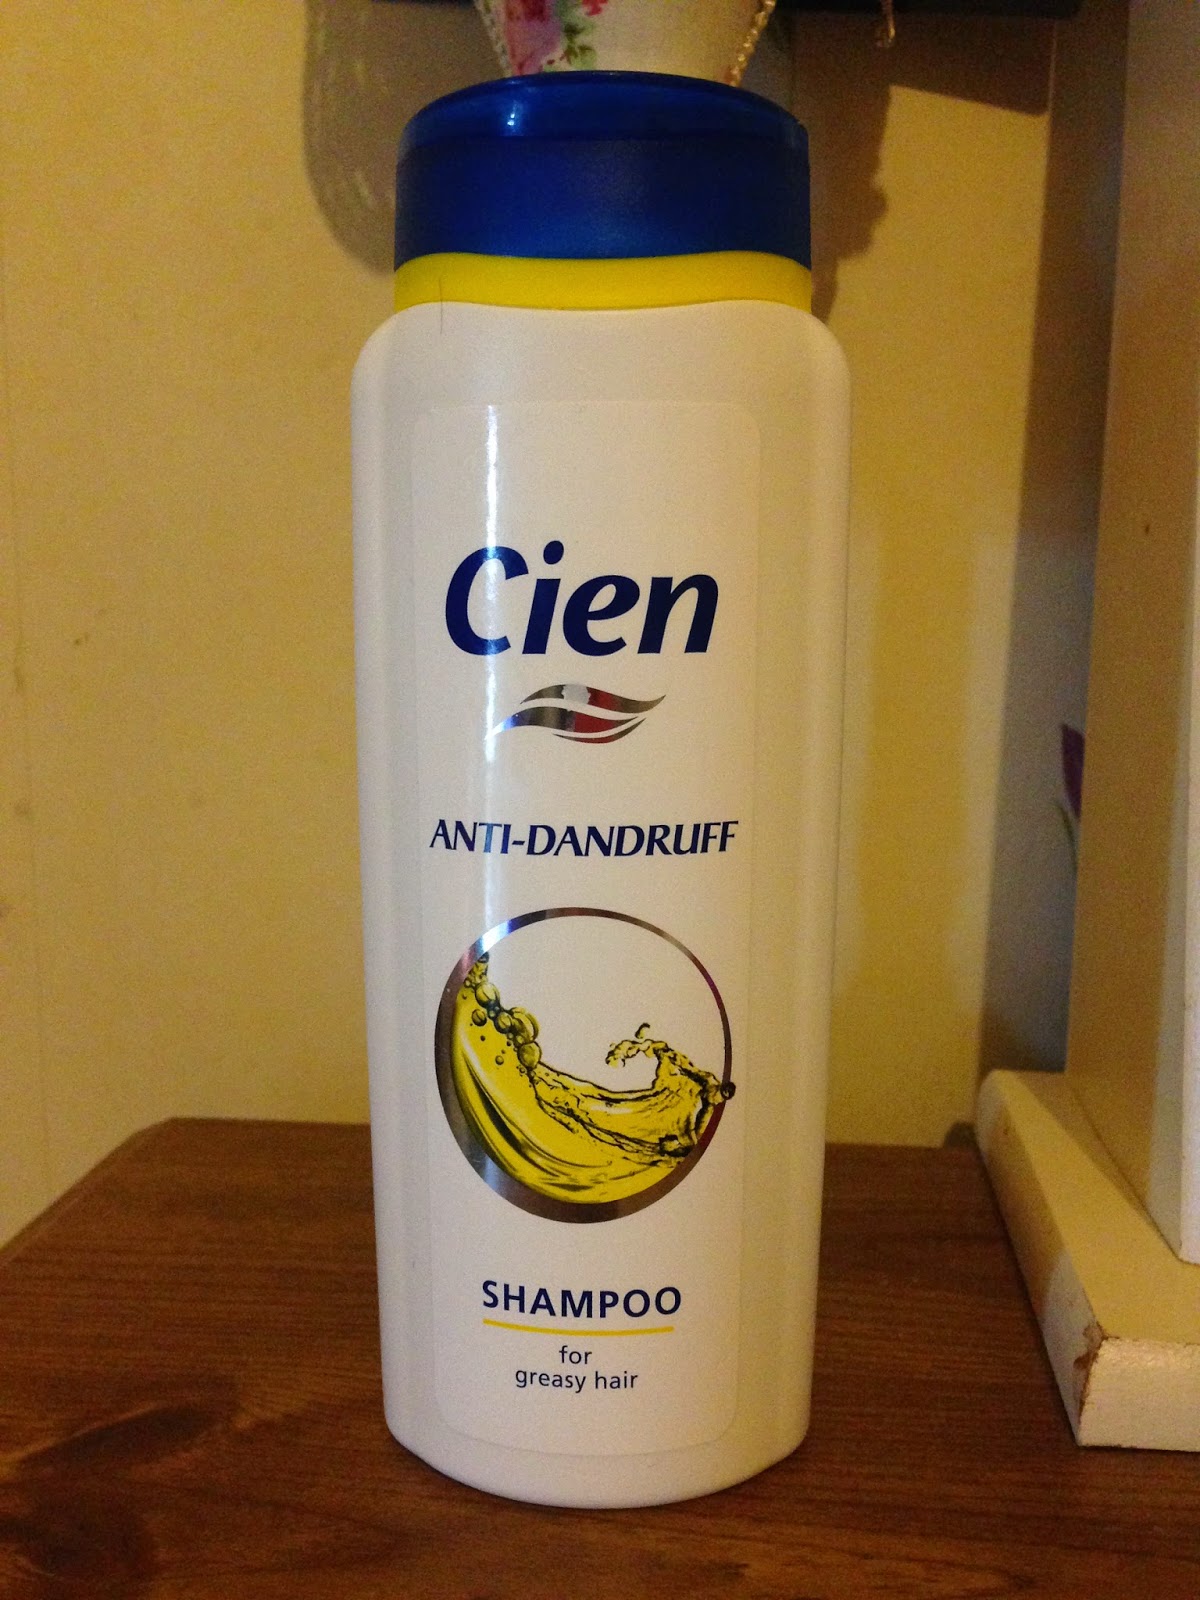 Cien
ANTI-DANDRUFF
SHAMPOO
for
greasy hair